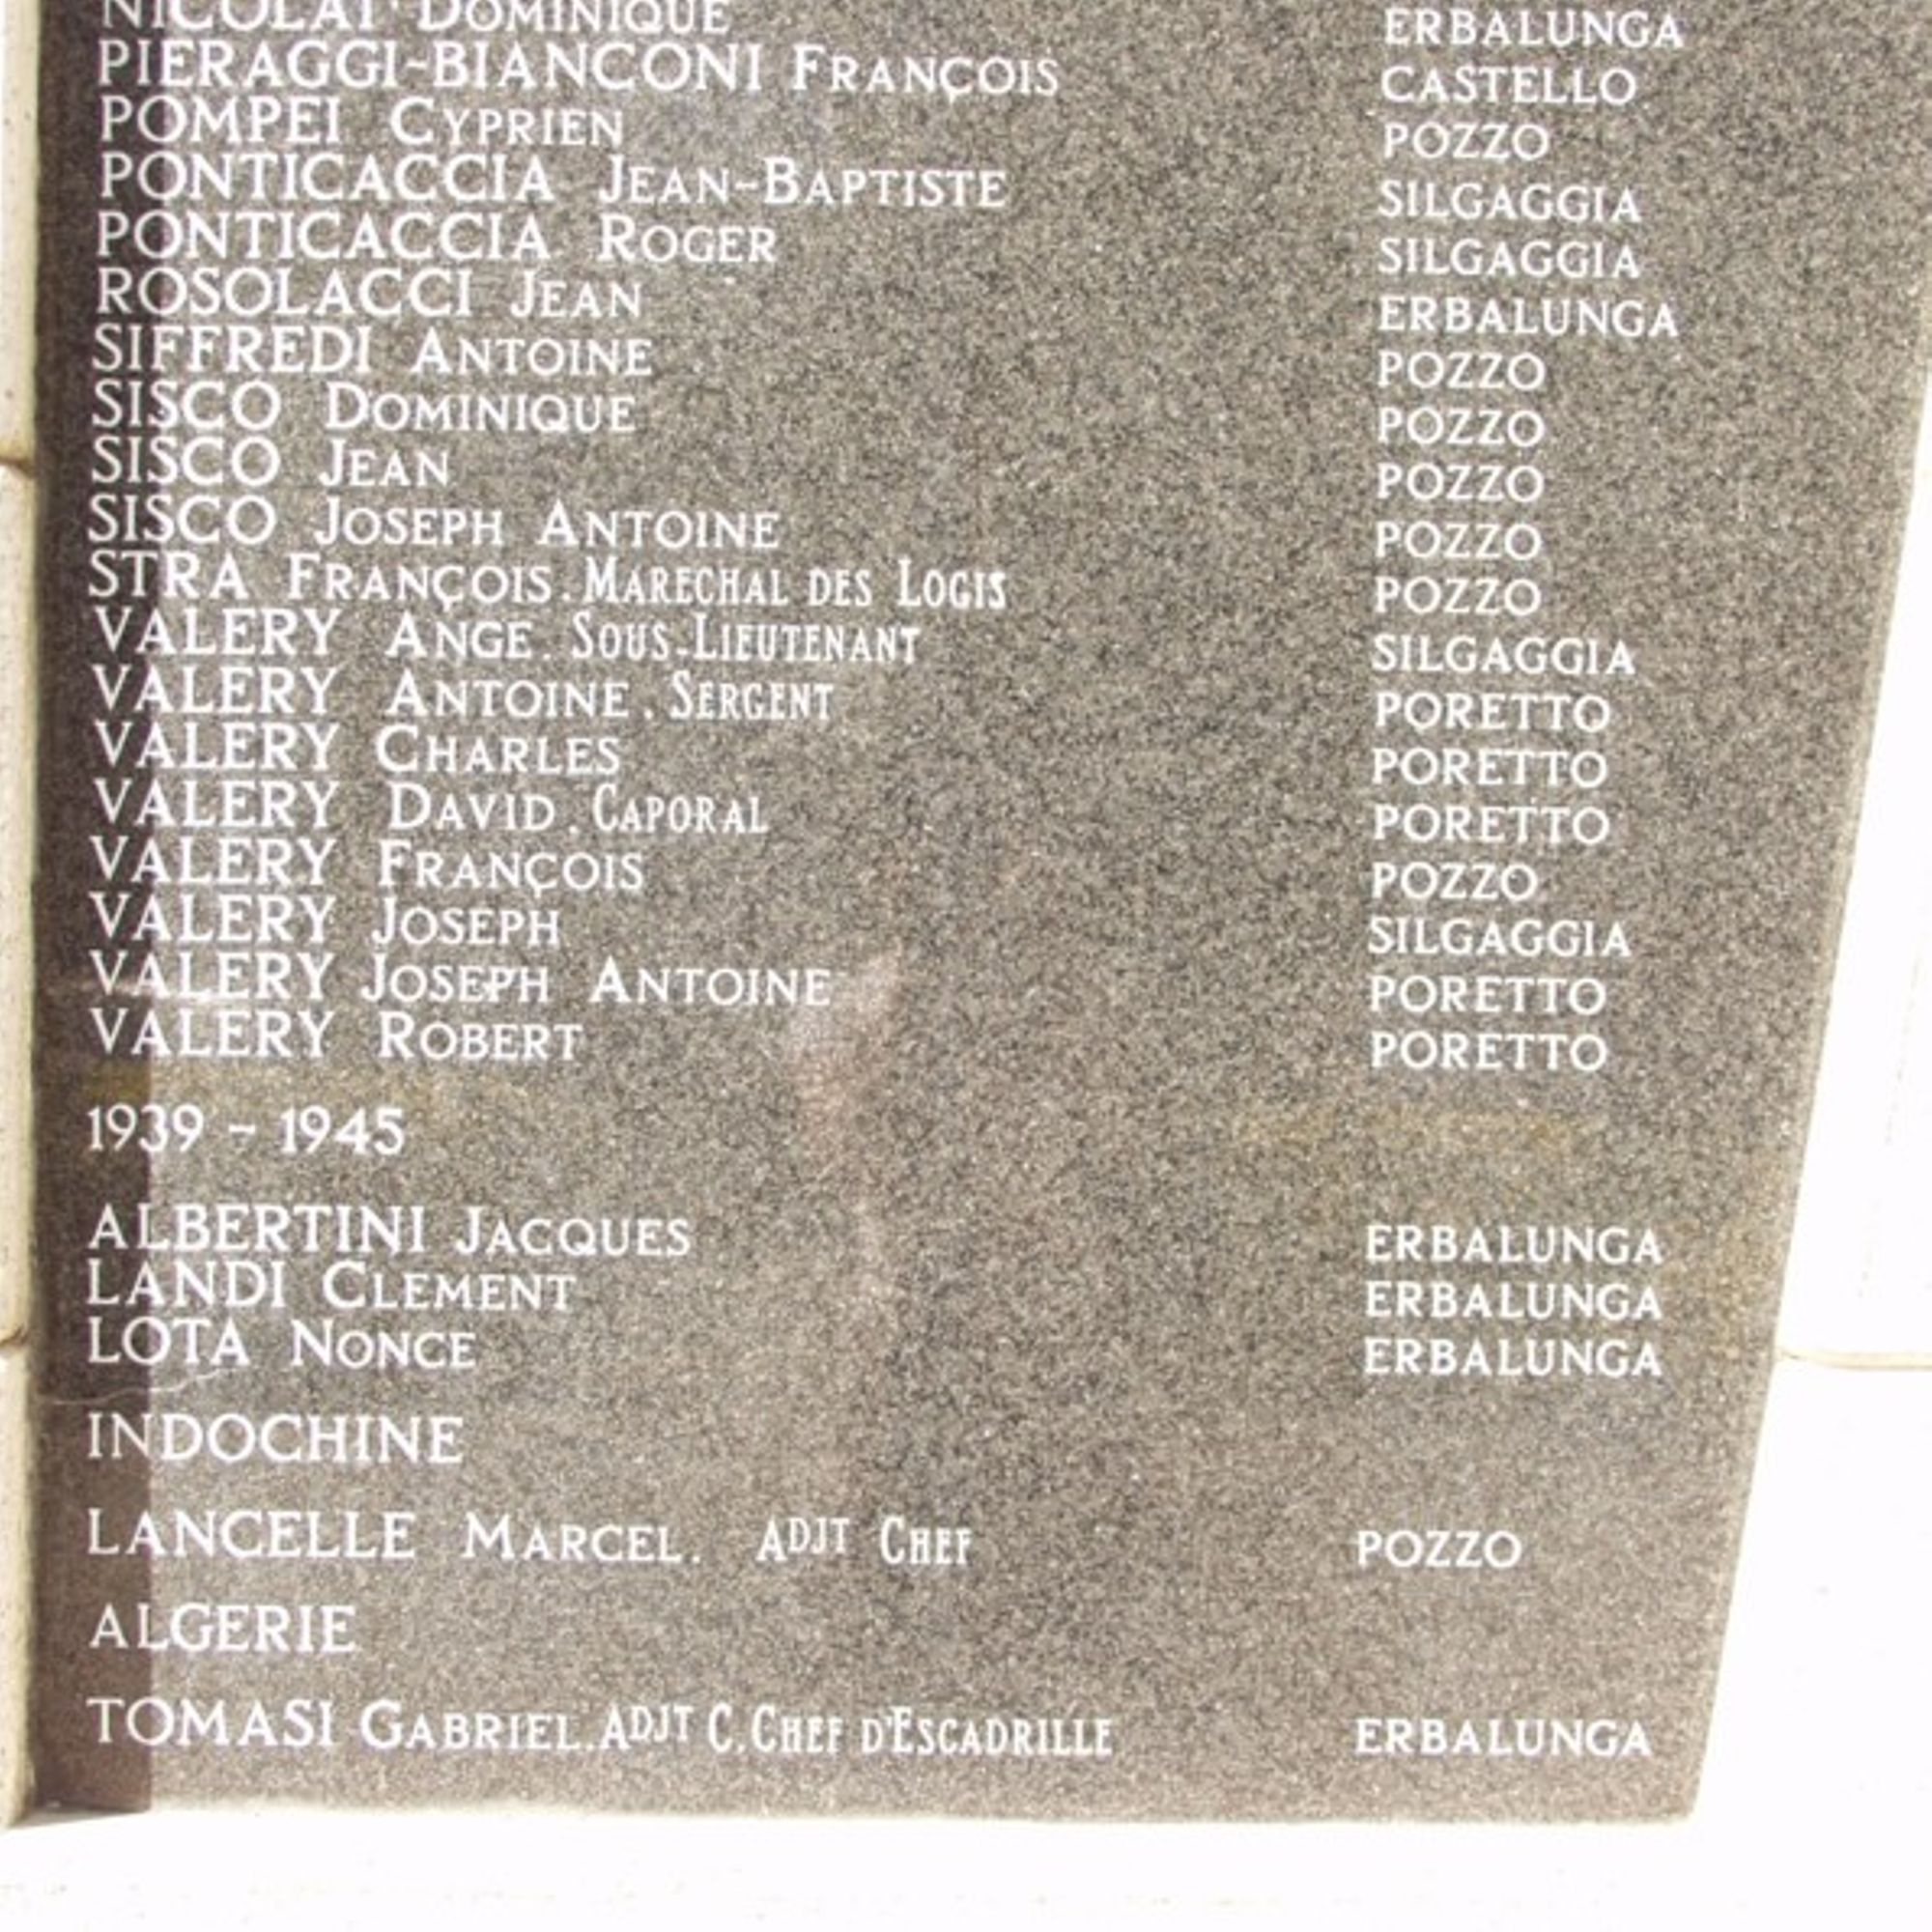 NICOLAI Dominique ERBALUNGA
PIERAGGI-BIANCONI François CASTELLO
POMPEI Cyprien POZZO
PONTICACCIA Jean-Baptiste SILGAGGIA
PONTICACCIA Roger SILGAGGIA
ROSOLACCI Jean ERBALUNGA
SIFFREDI Antoine POZZO
SISCO Dominique POZZO
SISCO Jean POZZO
SISCO Joseph Antoine POZZO
STRA François. Marechal des Logis POZZO
VALERY Ange. Sous-Lieutenant SILGAGGIA
VALERY Antoine. Sergent PORETTO
VALERY Charles PORETTO
VALERY David. Caporal PORETTO
VALERY François POZZO
VALERY Joseph SILGAGGIA
VALERY Joseph Antoine PORETTO
VALERY Robert PORETTO
1939 - 1945
ALBERTINI Jacques ERBALUNGA
LANDI Clement ERBALUNGA
LOTA Nonce ERBALUNGA
INDOCHINE
LANCELLE Marcel. Adjt Chef POZZO
ALGERIE
TOMASI Gabriel. Adjt C. Chef d'Escadrille ERBALUNGA